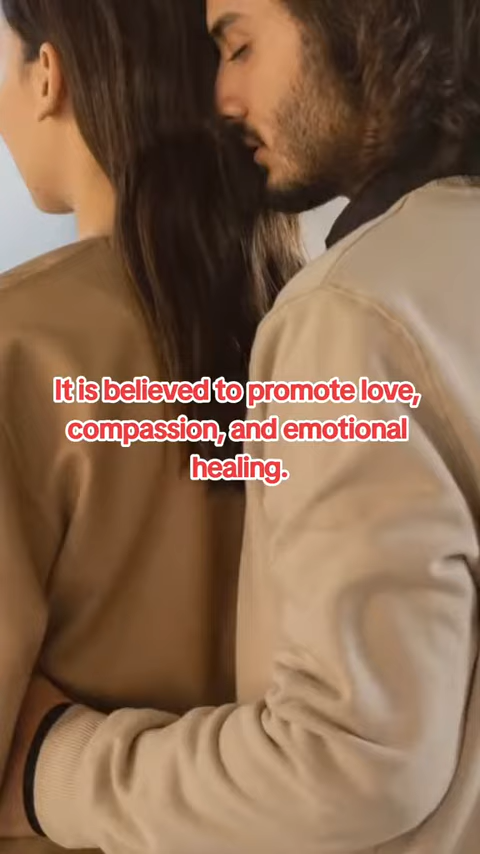 It is believed to promote love,
compassion, and emotional
healing.